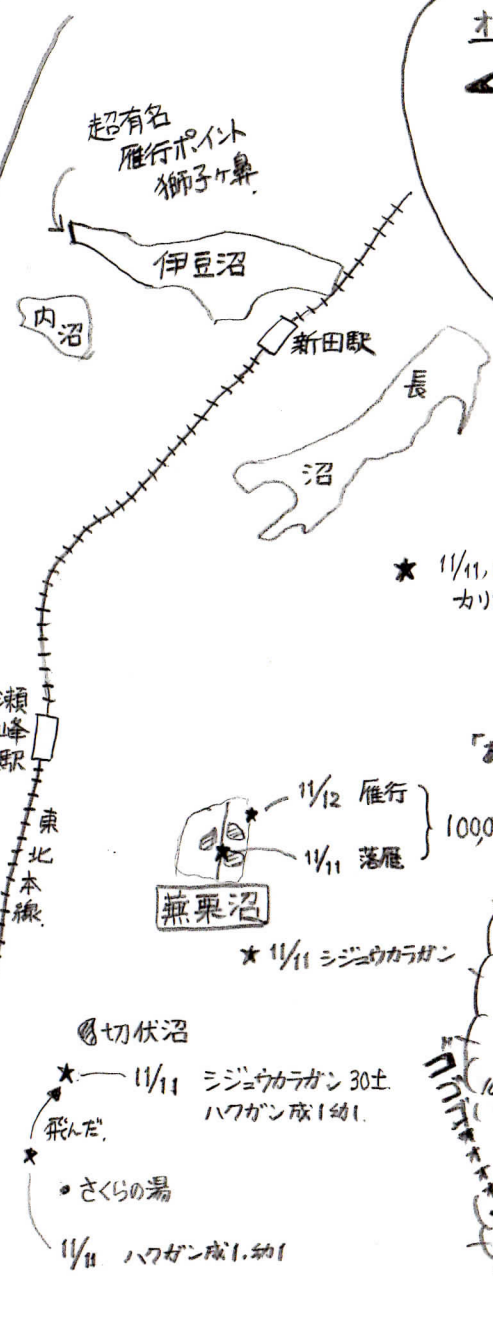 超有名
雁行ポイント
獅子ヶ鼻.
伊豆沼
内沼
新田駅
長沼
★ 11/11,
瀬峰駅
東北本線.
11/12 雁行
11/11 落雁
蕪栗沼
★ 11/11 シジュウカラガン
切伏沼
11/11 シジュウカラガン 30±.
ハクガン成1幼1.
飛んだ.
さくらの湯
11/11 ハクガン成1.幼1